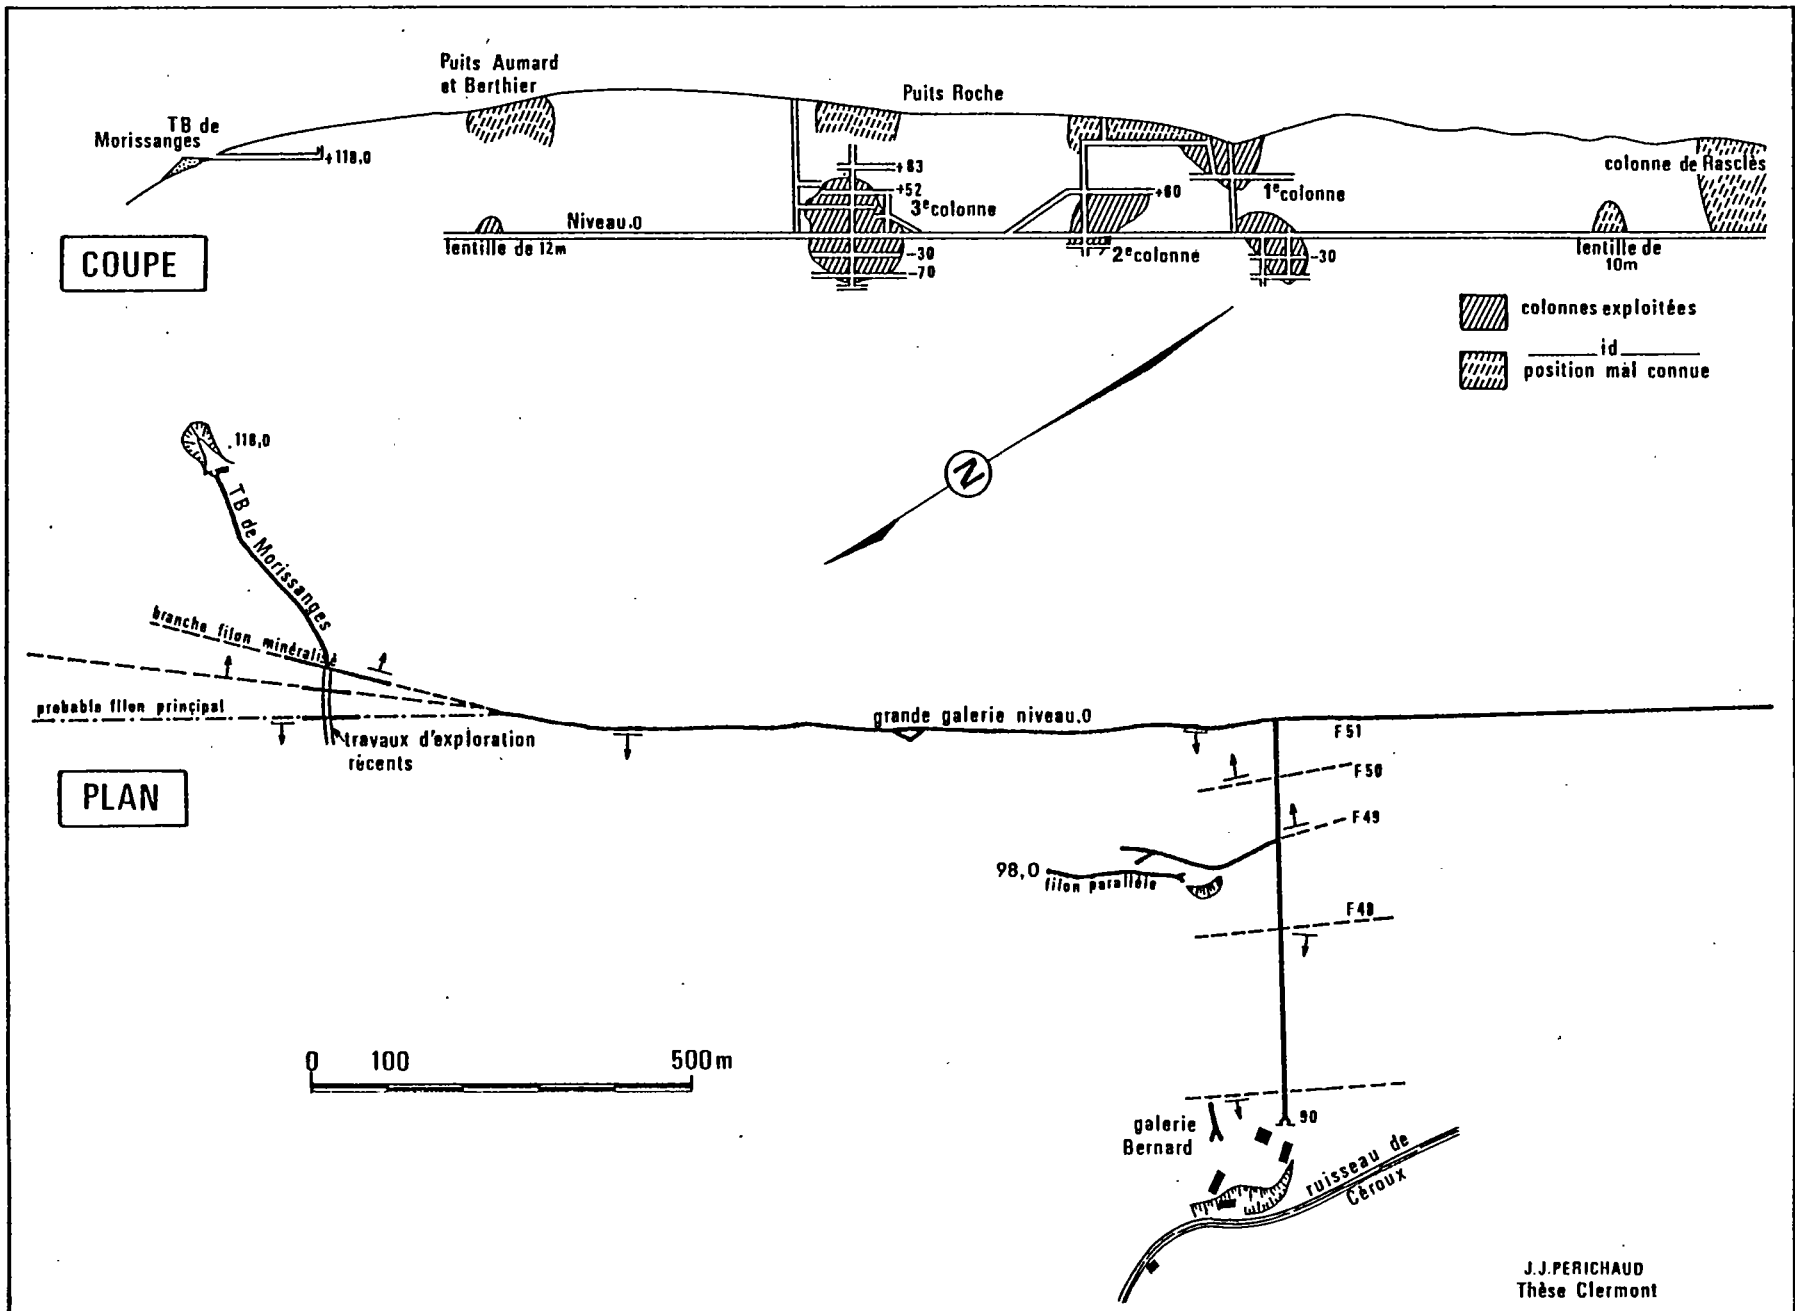 Puits Aumard
et Berthier
Puits Roche
TB de
Morissanges
+118,0
+83
+52
3e colonne
+60
1e colonne
colonne de Rasclès
Niveau.0
lentille de 12m
-30
-70
2e colonné
-30
lentille de
10m
COUPE
colonnes exploitées
id
position mal connue
N
.118,0
TB de Morissanges
branche filon minéralisé
probable filon principal
travaux d'exploration
récents
grande galerie niveau.0
F51
F50
F49
98,0
filon parallèle
F48
PLAN
0 100 500m
galerie
Bernard
90
ruisseau de
Céroux
J.J.PERICHAUD
Thèse Clermont